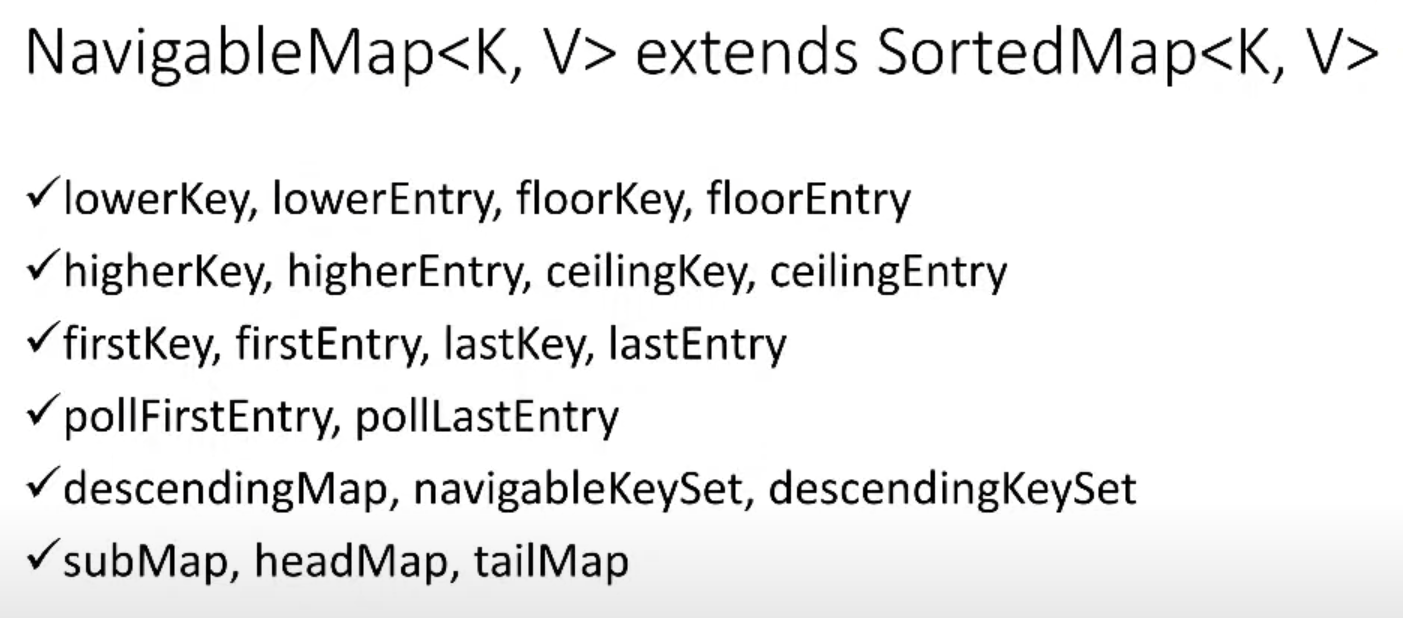 NavigableMap<K, V> extends SortedMap<K, V>
✓lowerKey, lowerEntry, floorKey, floorEntry
✓higherKey, higherEntry, ceilingKey, ceilingEntry
✓firstKey, firstEntry, lastKey, lastEntry
✓pollFirstEntry, pollLastEntry
✓descendingMap, navigableKeySet, descendingKeySet
✓subMap, headMap, tailMap